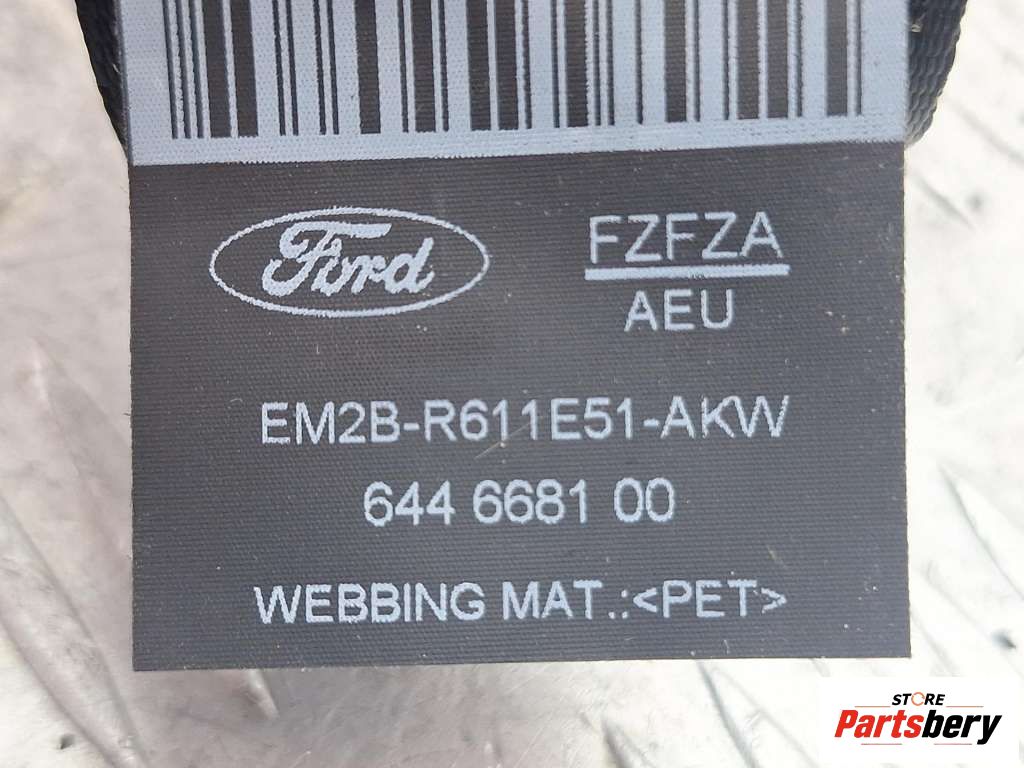 Ford
FZFZA
AEU
EM2B-R611E51-AKW
644 6681 00
WEBBING MAT.:<PET>
STORE
Partsbery